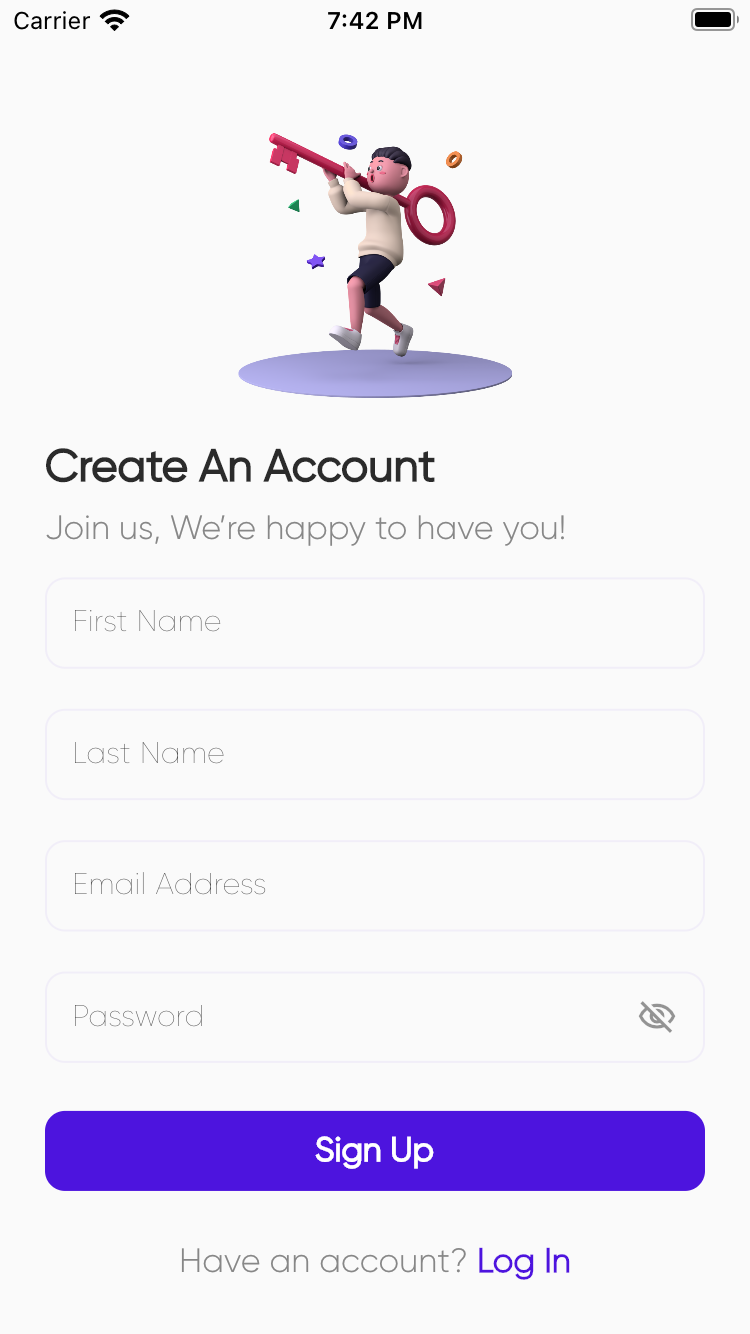 Carrier 7:42 PM
Create An Account
Join us, We’re happy to have you!
First Name
Last Name
Email Address
Password
Sign Up
Have an account? Log In